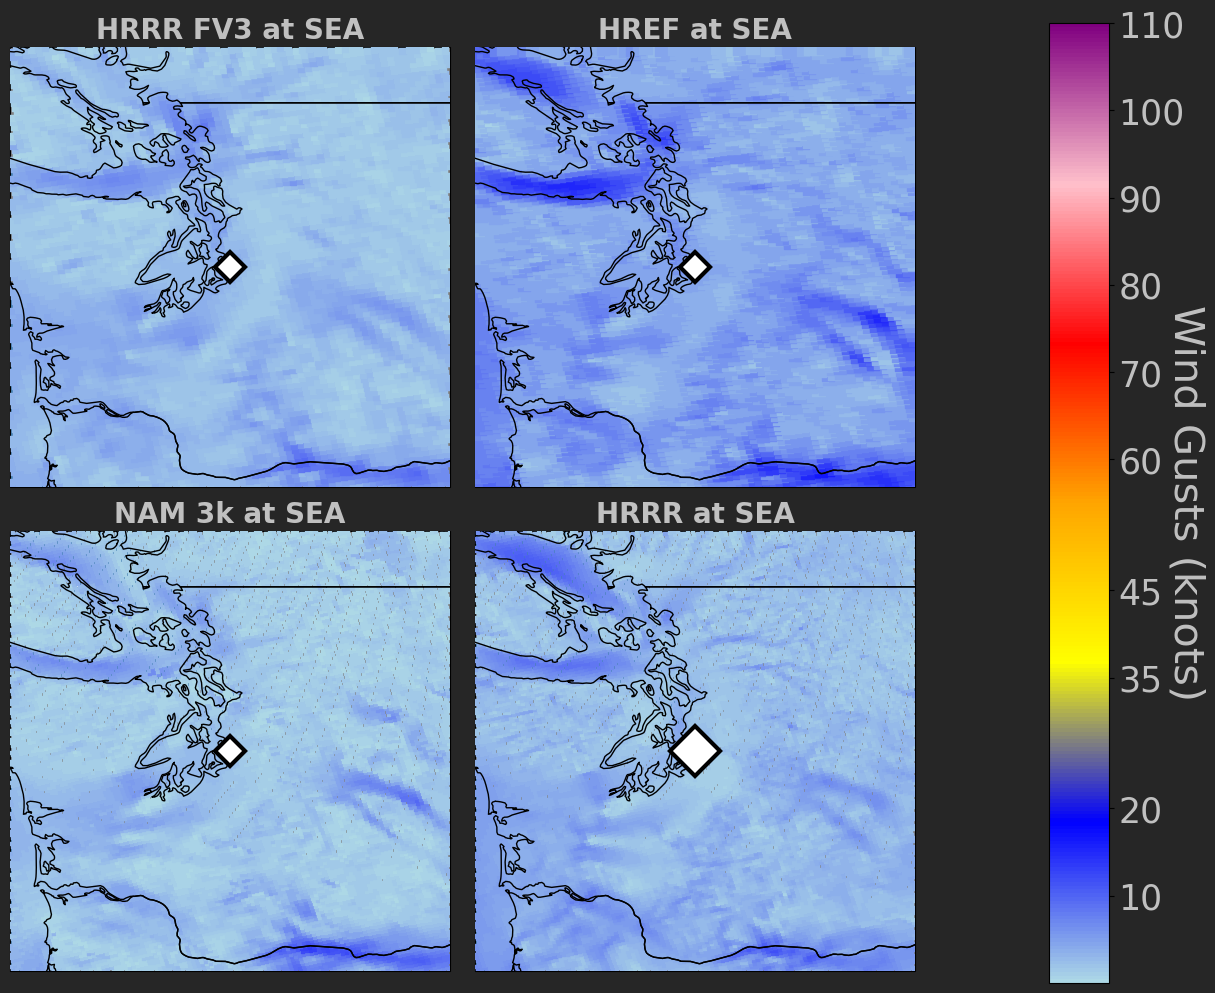 HRRR FV3 at SEA
HREF at SEA
NAM 3k at SEA
HRRR at SEA
110
100
90
80
70
60
45
35
20
10
Wind Gusts (knots)